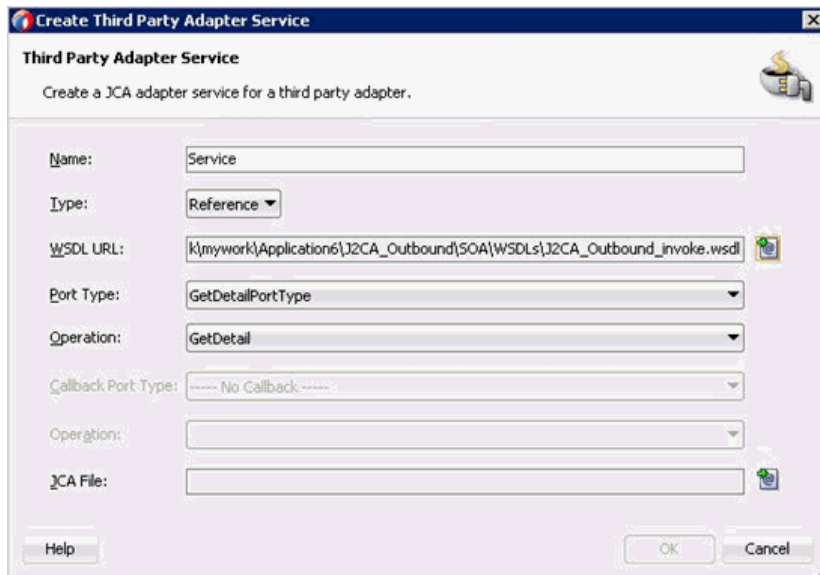 Create Third Party Adapter Service
Third Party Adapter Service
Create a JCA adapter service for a third party adapter.
Name: Service
Type: Reference
WSDL URL: k\mywork\Application6\J2CA_Outbound\SOA\WSDLs\J2CA_Outbound_invoke.wsdl
Port Type: GetDetailPortType
Operation: GetDetail
Callback Port Type: ----- No Callback -----
Operation:
JCA File:
Help OK Cancel